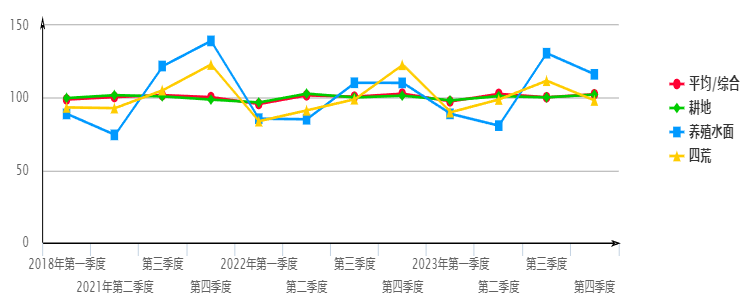 150
100
50
0
2018年第一季度
2021年第二季度
第三季度
第四季度
2022年第一季度
第二季度
第三季度
第四季度
2023年第一季度
第二季度
第三季度
第四季度
平均/综合
耕地
养殖水面
四荒